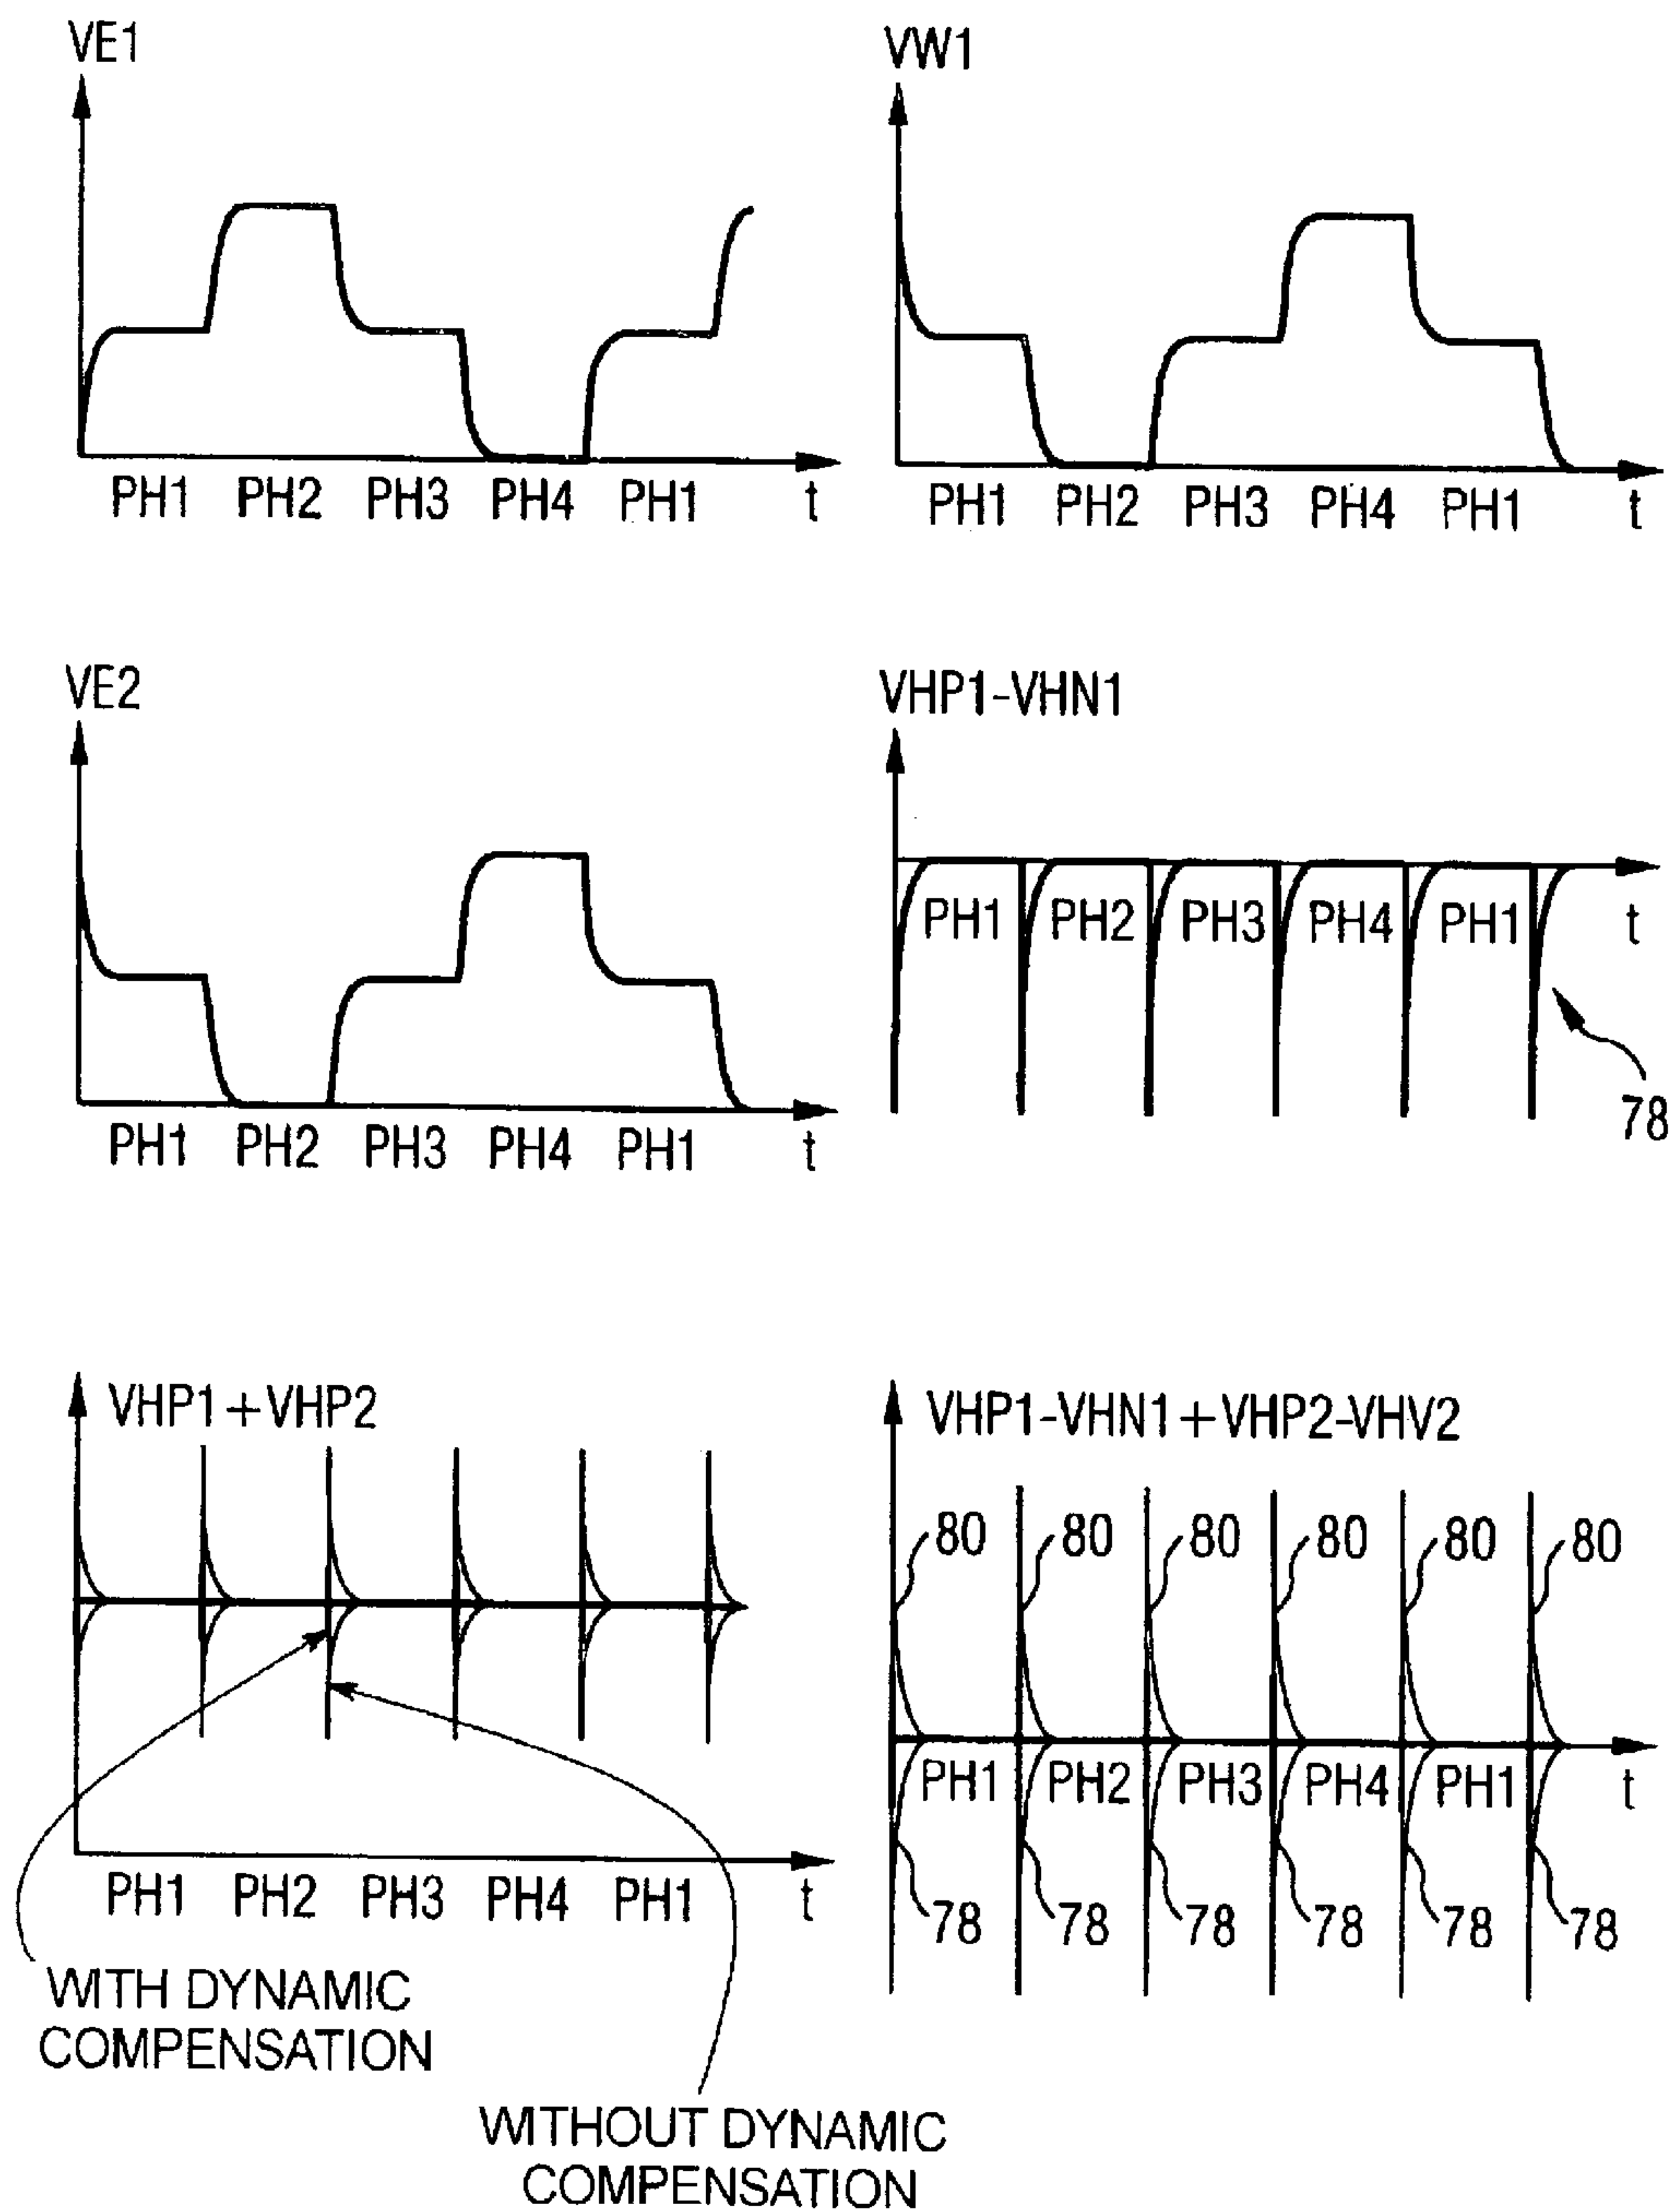 VE1
PH1 PH2 PH3 PH4 PH1 t
VW1
PH1 PH2 PH3 PH4 PH1 t
VE2
PH1 PH2 PH3 PH4 PH1 t
VHP1-VHN1
PH1 PH2 PH3 PH4 PH1 t
78
VHP1+VHP2
PH1 PH2 PH3 PH4 PH1 t
WITH DYNAMIC
COMPENSATION
WITHOUT DYNAMIC
COMPENSATION
VHP1-VHN1+VHP2-VHV2
80 80 80 80 80 80
PH1 PH2 PH3 PH4 PH1 t
78 78 78 78 78 78